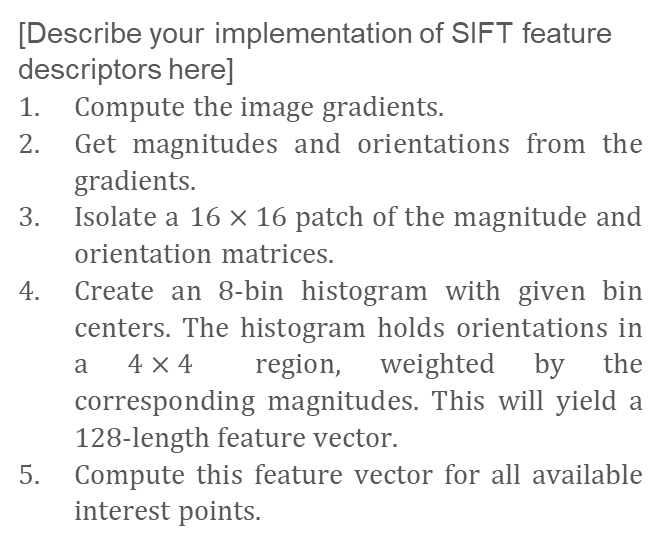 [Describe your implementation of SIFT feature
descriptors here]
1. Compute the image gradients.
2. Get magnitudes and orientations from the
gradients.
3. Isolate a 16 × 16 patch of the magnitude and
orientation matrices.
4. Create an 8-bin histogram with given bin
centers. The histogram holds orientations in
a 4 × 4 region, weighted by the
corresponding magnitudes. This will yield a
128-length feature vector.
5. Compute this feature vector for all available
interest points.